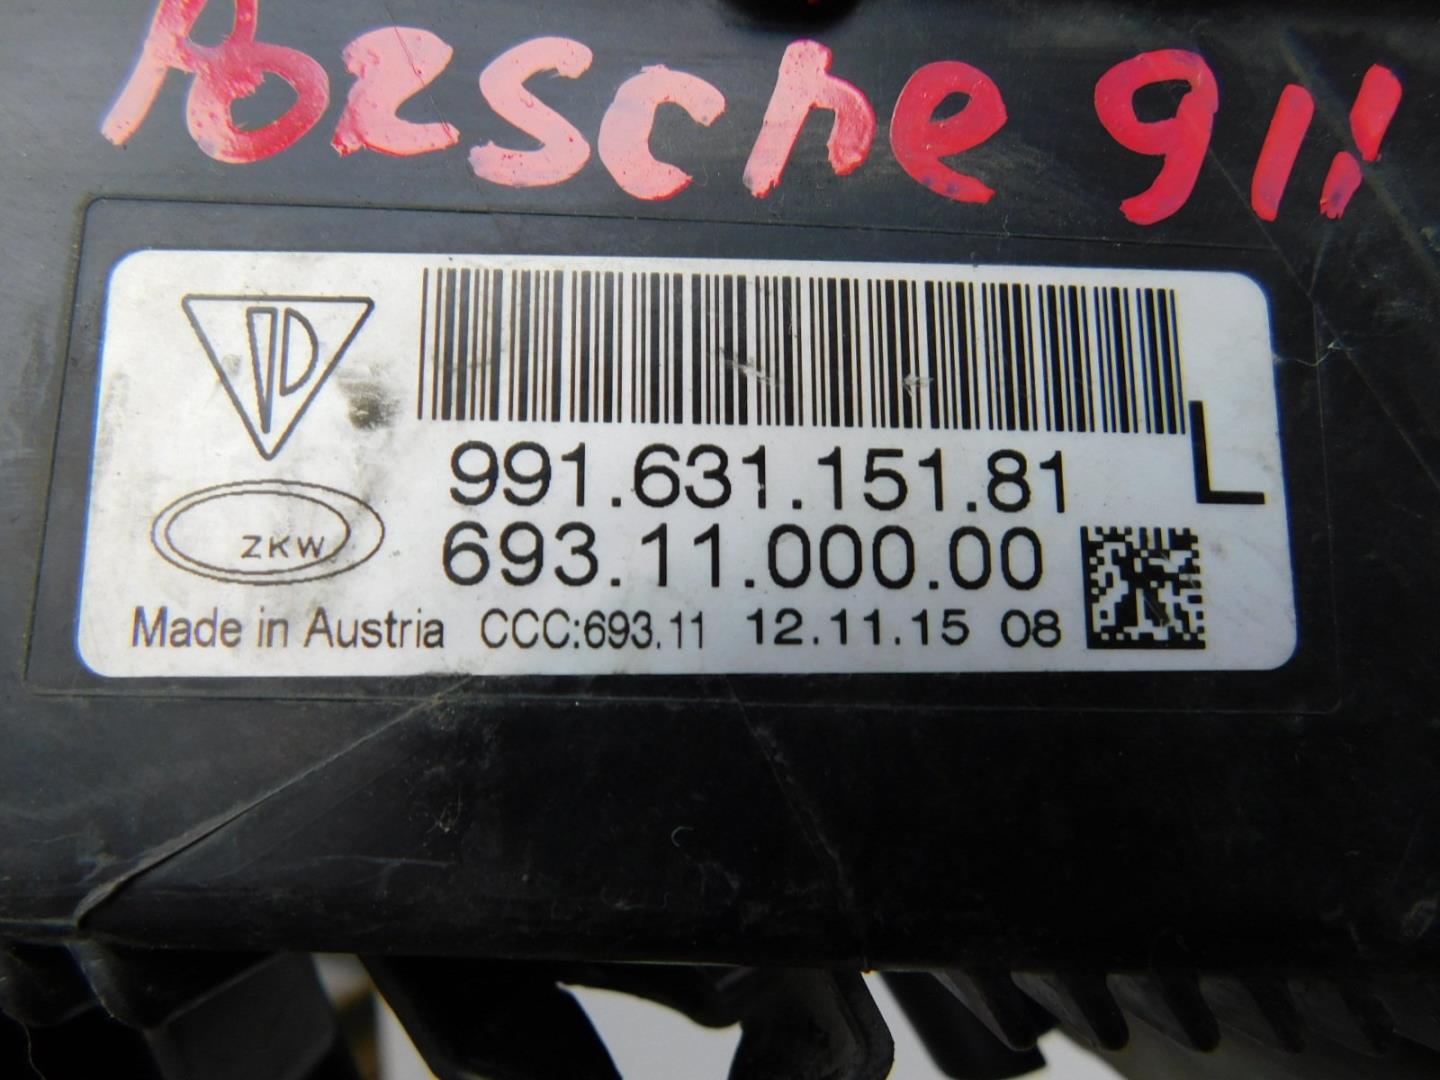 Porsche 911
991.631.151.81
L
693.11.000.00
ZKW
Made in Austria CCC:693.11 12.11.15 08